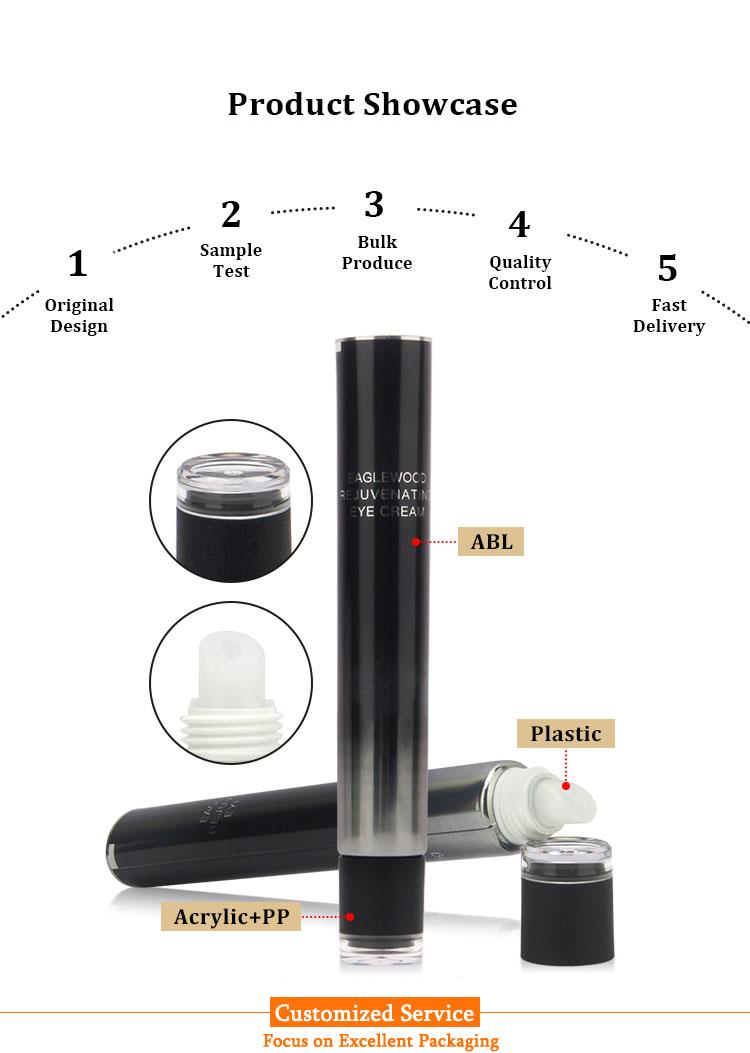 Product Showcase
1
Original
Design
2
Sample
Test
3
Bulk
Produce
4
Quality
Control
5
Fast
Delivery
EAGLEWOOD
REJUVENATING
EYE CREAM
ABL
Plastic
Acrylic+PP
Customized Service
Focus on Excellent Packaging